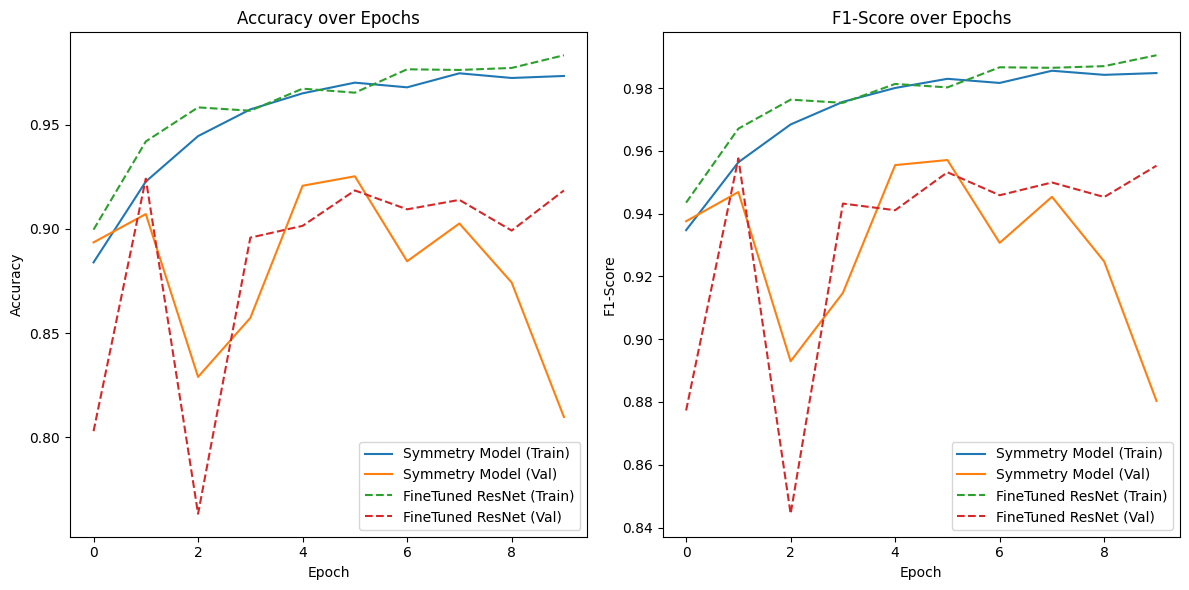 Accuracy over Epochs
Accuracy
0.95
0.90
0.85
0.80
0 2 4 6 8
Epoch
Symmetry Model (Train)
Symmetry Model (Val)
FineTuned ResNet (Train)
FineTuned ResNet (Val)
F1-Score over Epochs
F1-Score
0.98
0.96
0.94
0.92
0.90
0.88
0.86
0.84
0 2 4 6 8
Epoch
Symmetry Model (Train)
Symmetry Model (Val)
FineTuned ResNet (Train)
FineTuned ResNet (Val)